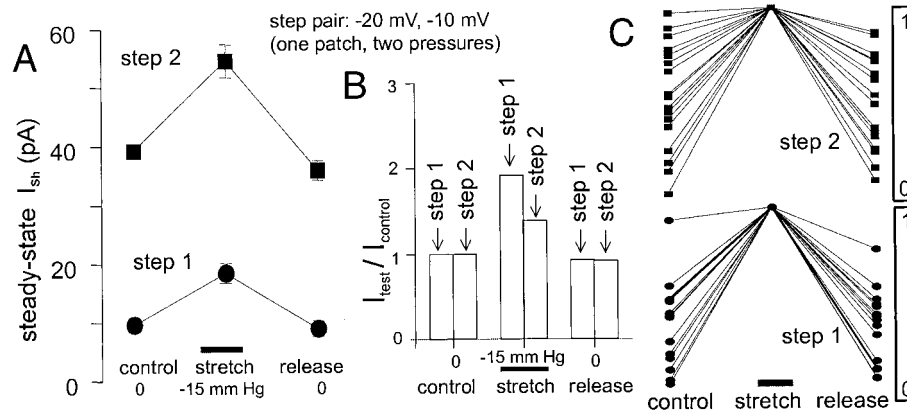 step pair: -20 mV, -10 mV
(one patch, two pressures)
A
60
40
20
0
steady-state Ish (pA)
step 2
step 1
control
stretch
release
0
-15 mm Hg
0
B
3
2
1
0
Itest / Icontrol
step 1
step 2
step 1
step 2
step 1
step 2
0
-15 mm Hg
0
control
stretch
release
C
1
0
step 2
1
0
step 1
control
stretch
release